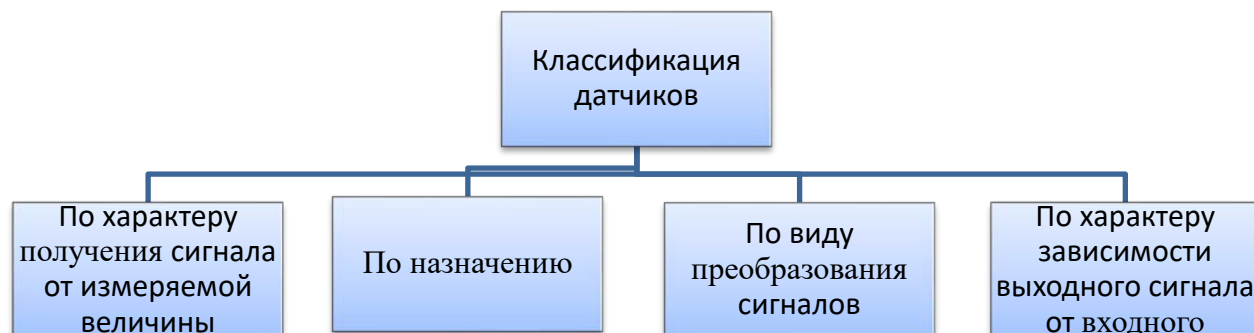 Классификация
датчиков
По характеру
получения сигнала
от измеряемой
величины
По назначению
По виду
преобразования
сигналов
По характеру
зависимости
выходного сигнала
от входного